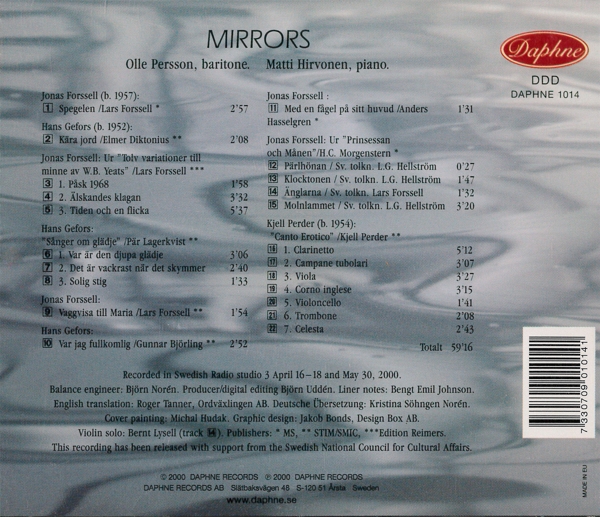 MIRRORS
Olle Persson, baritone. Matti Hirvonen, piano.
Daphne
DDD
DAPHNE 1014
Jonas Forssell (b. 1957):
1 Spegelen /Lars Forssell * 2'57
Hans Gefors (b. 1952):
2 Kära jord /Elmer Diktonius ** 2'08
Jonas Forssell: Ur "Tolv variationer till
minne av W.B. Yeats" /Lars Forssell ***
3 1. Påsk 1968 1'58
4 2. Älskandes klagan 3'32
5 3. Tiden och en flicka 5'37
Hans Gefors:
"Sånger om glädje" /Pär Lagerkvist **
6 1. Var är den djupa glädje 3'06
7 2. Det är vackrast när det skymmer 2'40
8 3. Solig stig 1'33
Jonas Forssell:
9 Vaggvisa till Maria /Lars Forssell ** 1'54
Hans Gefors:
10 Var jag fullkomlig /Gunnar Björling ** 2'52
Jonas Forssell :
11 Med en fågel på sitt huvud /Anders 1'31
Hasselgren *
Jonas Forssell: Ur "Prinsessan
och Månen"/H.C. Morgenstern *
12 Pärlhönan / Sv. tolkn. L.G. Hellström 0'27
13 Klocktonen / Sv. tolkn. L.G. Hellström 1'47
14 Änglarna / Sv. tolkn. Lars Forssell 1'32
15 Molnlammet / Sv. tolkn. L.G. Hellström 3'20
Kjell Perder (b. 1954):
"Canto Erotico" /Kjell Perder **
16 1. Clarinetto 5'12
17 2. Campane tubolari 3'07
18 3. Viola 3'27
19 4. Corno inglese 3'15
20 5. Violoncello 1'41
21 6. Trombone 2'08
22 7. Celesta 2'43
Totalt 59'16
Recorded in Swedish Radio studio 3 April 16–18 and May 30, 2000.
Balance engineer: Björn Norén. Producer/digital editing Björn Uddén. Liner notes: Bengt Emil Johnson.
English translation: Roger Tanner, Ordväxlingen AB. Deutsche Übersetzung: Kristina Söhngen Norén.
Cover painting: Michal Hudak. Graphic design: Jakob Bonds, Design Box AB.
Violin solo: Bernt Lysell (track 14). Publishers: * MS, ** STIM/SMIC, ***Edition Reimers.
This recording has been released with support from the Swedish National Council for Cultural Affairs.
© 2000 DAPHNE RECORDS ℗ 2000 DAPHNE RECORDS
DAPHNE RECORDS AB Slätbaksvägen 48 S-120 51 Årsta Sweden
www.daphne.se
7 330709 010141
MADE IN EU